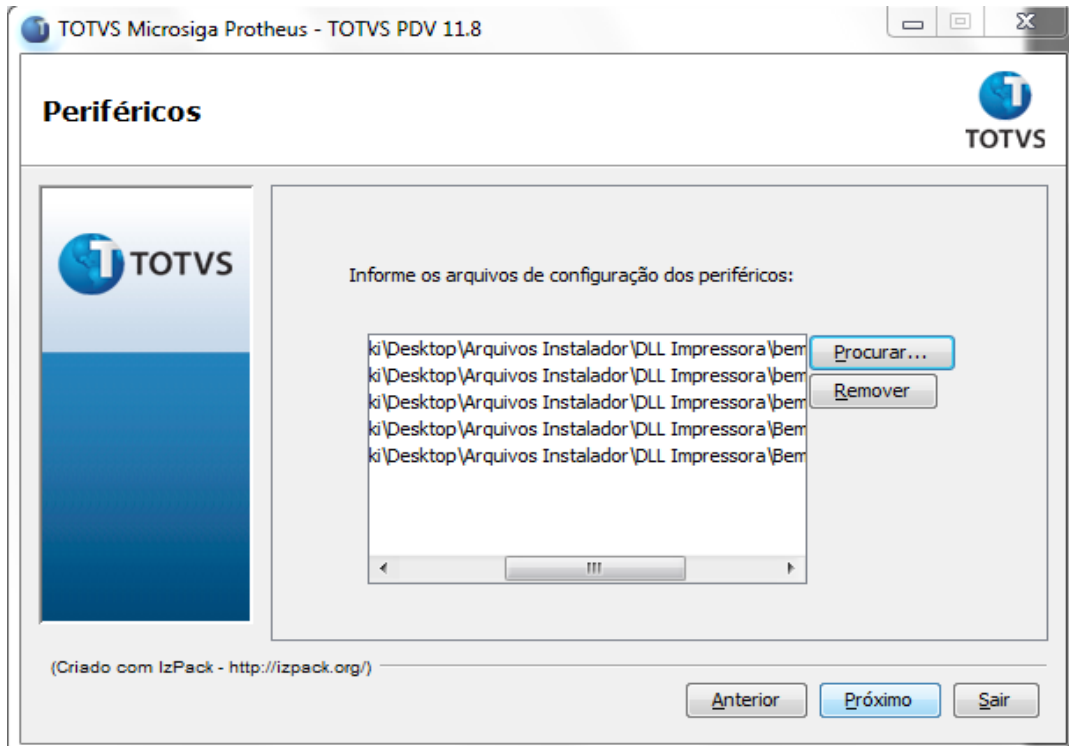 TOTVS Microsiga Protheus - TOTVS PDV 11.8
Periféricos
TOTVS
TOTVS
Informe os arquivos de configuração dos periféricos:
ki\Desktop\Arquivos Instalador\DLL Impressora\bem
Procurar...
ki\Desktop\Arquivos Instalador\DLL Impressora\bem
ki\Desktop\Arquivos Instalador\DLL Impressora\bem
Remover
ki\Desktop\Arquivos Instalador\DLL Impressora\Bem
ki\Desktop\Arquivos Instalador\DLL Impressora\Bem
(Criado com IzPack - http://izpack.org/)
Anterior
Próximo
Sair